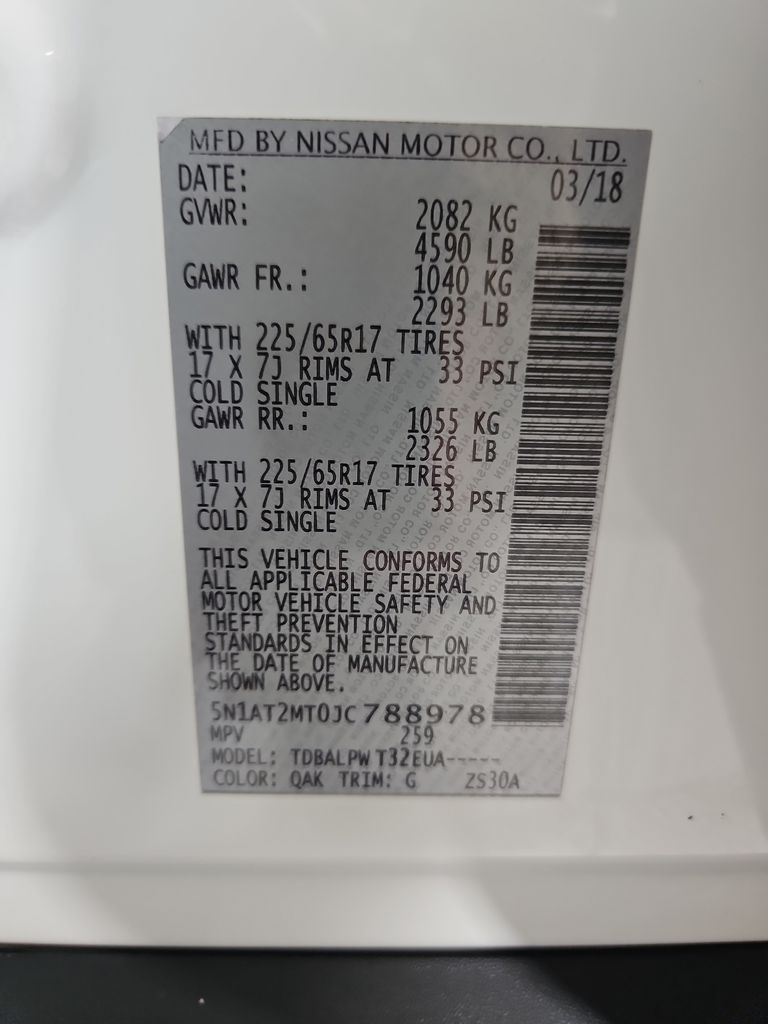 MFD BY NISSAN MOTOR CO., LTD.
DATE: 03/18
GVWR: 2082 KG
4590 LB
GAWR FR.: 1040 KG
2293 LB
WITH 225/65R17 TIRES
17 X 7J RIMS AT 33 PSI
COLD SINGLE
GAWR RR.: 1055 KG
2326 LB
WITH 225/65R17 TIRES
17 X 7J RIMS AT 33 PSI
COLD SINGLE
THIS VEHICLE CONFORMS TO
ALL APPLICABLE FEDERAL
MOTOR VEHICLE SAFETY AND
THEFT PREVENTION
STANDARDS IN EFFECT ON
THE DATE OF MANUFACTURE
SHOWN ABOVE.
5N1AT2MT0JC788978
MPV 259
MODEL: TDBALPW T32EUA-----
COLOR: QAK TRIM: G ZS30A